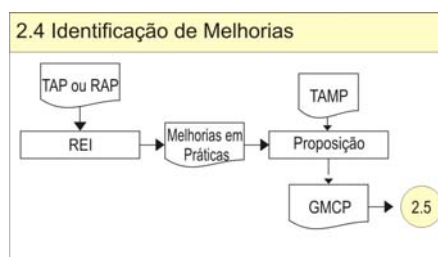 2.4 Identificação de Melhorias
TAP ou RAP
TAMP
REI
Melhorias em
Práticas
Proposição
GMCP
2.5